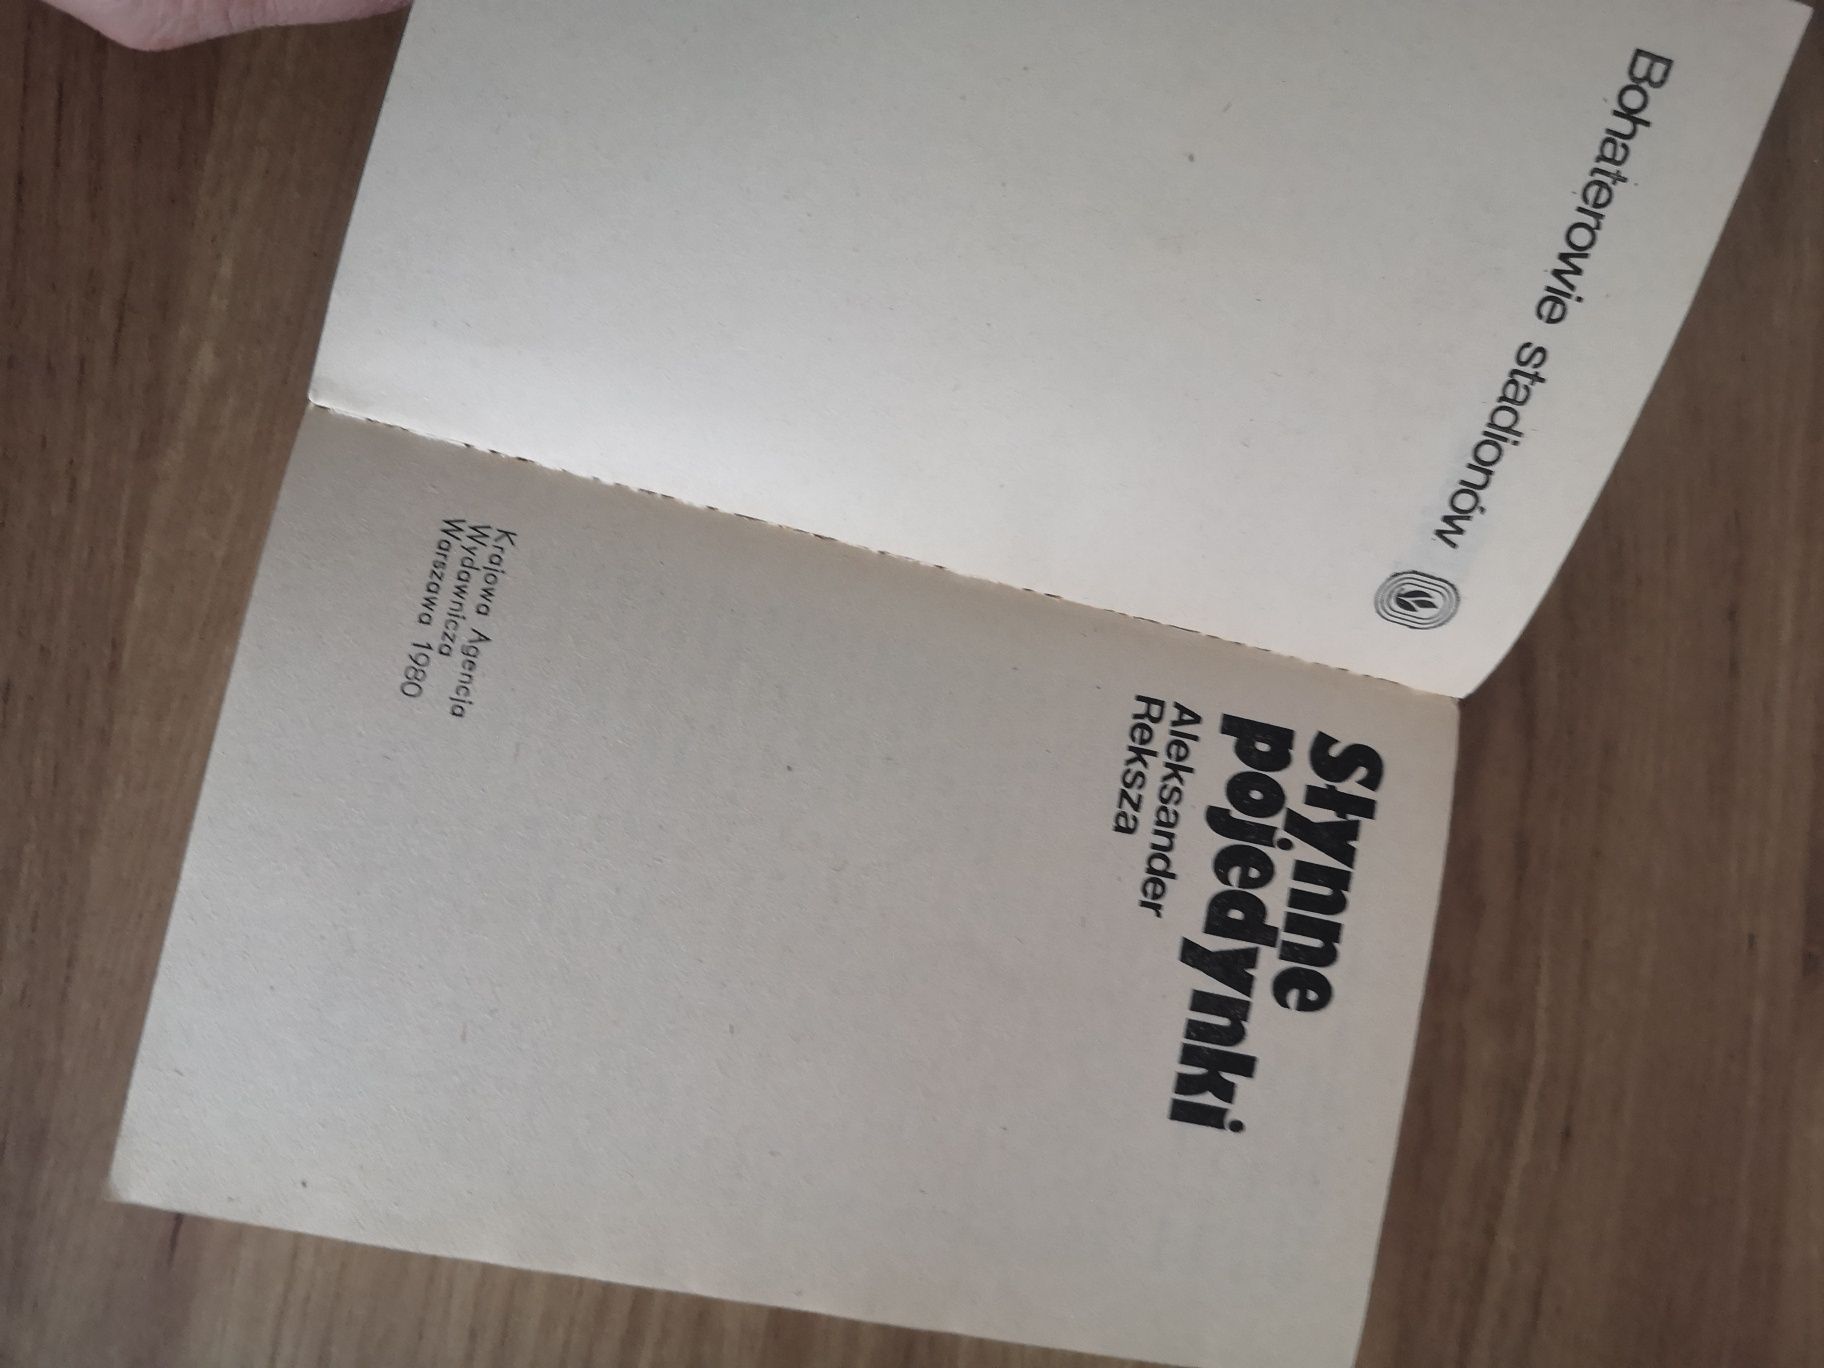 Bohaterowie stadionów
Słynne
pojedynki
Aleksander
Reksza
Krajowa Agencja
Wydawnicza
Warszawa 1980